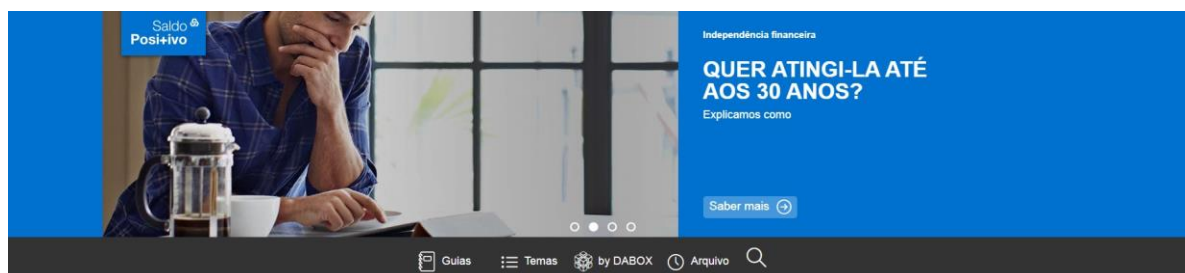 Saldo
Posi+ivo
Independência financeira
QUER ATINGI-LA ATÉ
AOS 30 ANOS?
Explicamos como
Saber mais
Guias
Temas
by DABOX
Arquivo